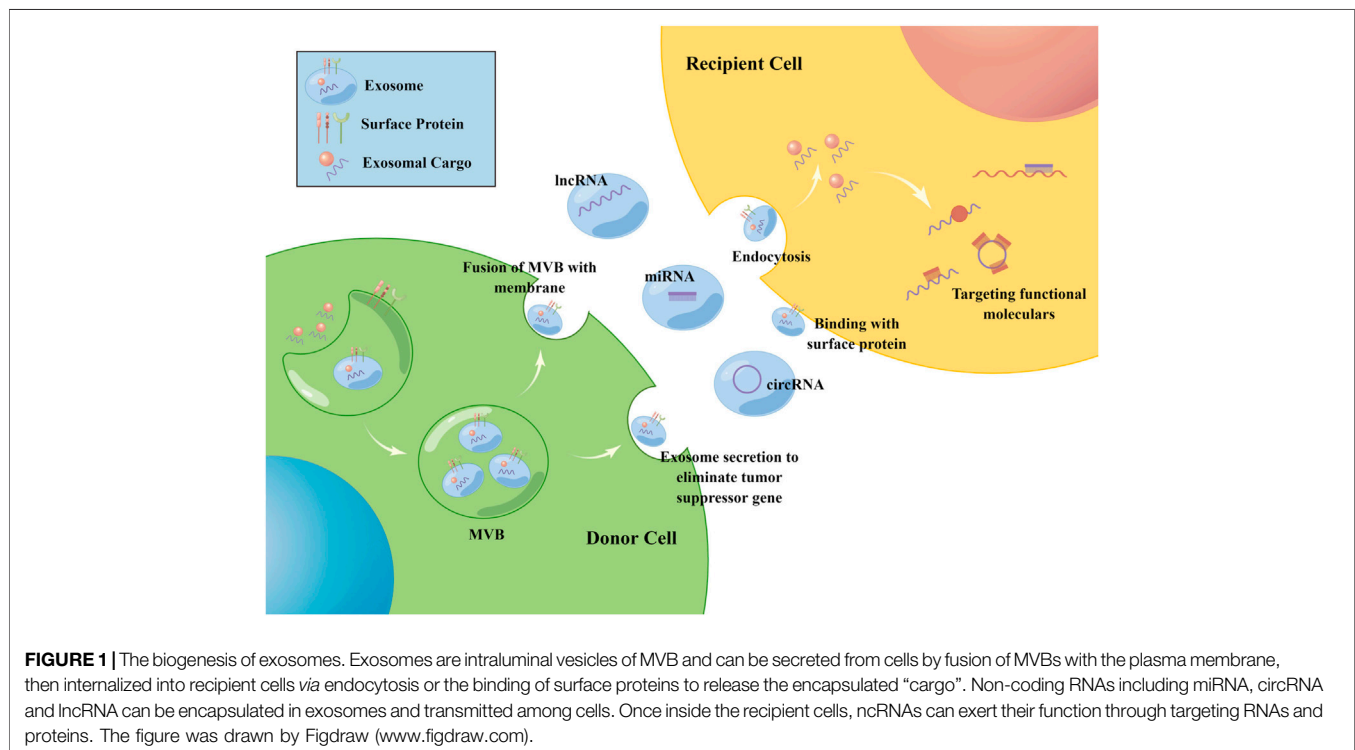 Exosome
Surface Protein
Exosomal Cargo
Recipient Cell
lncRNA
Endocytosis
Fusion of MVB with
membrane
miRNA
Targeting functional
moleculars
Binding with
surface protein
circRNA
Exosome secretion to
eliminate tumor
suppressor gene
MVB
Donor Cell
FIGURE 1 | The biogenesis of exosomes. Exosomes are intraluminal vesicles of MVB and can be secreted from cells by fusion of MVBs with the plasma membrane,
then internalized into recipient cells via endocytosis or the binding of surface proteins to release the encapsulated “cargo”. Non-coding RNAs including miRNA, circRNA
and lncRNA can be encapsulated in exosomes and transmitted among cells. Once inside the recipient cells, ncRNAs can exert their function through targeting RNAs and
proteins. The figure was drawn by Figdraw (www.figdraw.com).